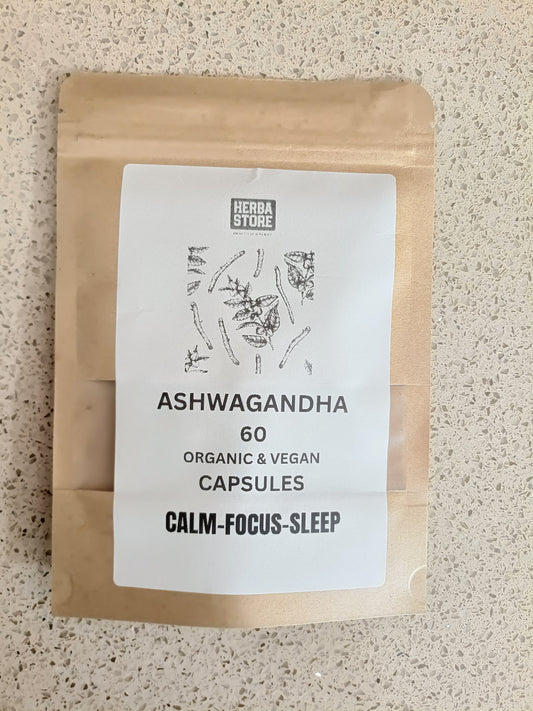 HERBA
STORE
ASHWAGANDHA
60
ORGANIC & VEGAN
CAPSULES
CALM-FOCUS-SLEEP